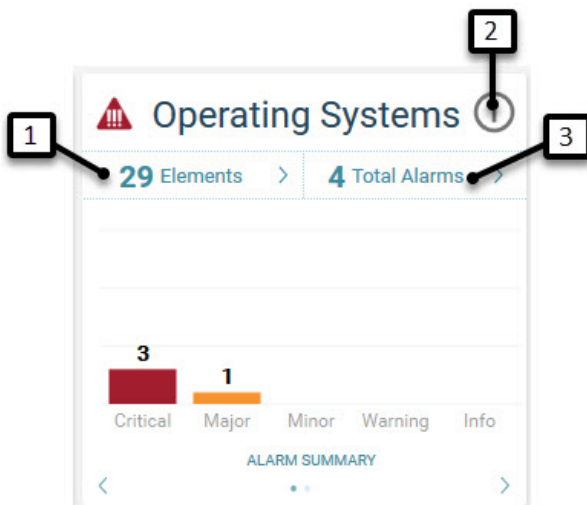 2
Operating Systems
1
3
29 Elements >
4 Total Alarms >
3
1
Critical Major Minor Warning Info
ALARM SUMMARY
< >